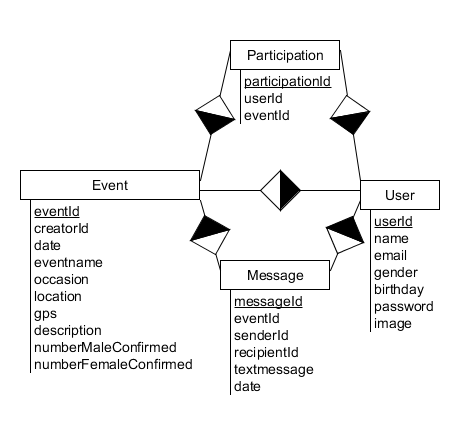 Participation
participationId
userId
eventId
Event
eventId
creatorId
date
eventname
occasion
location
gps
description
numberMaleConfirmed
numberFemaleConfirmed
User
userId
name
email
gender
birthday
password
image
Message
messageId
eventId
senderId
recipientId
textmessage
date